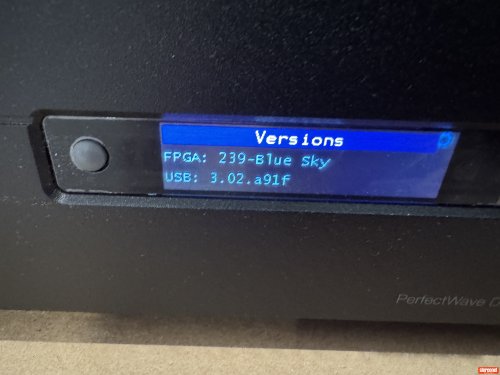 Versions
FPGA: 239-Blue Sky
USB: 3.02.a91f
PerfectWave D